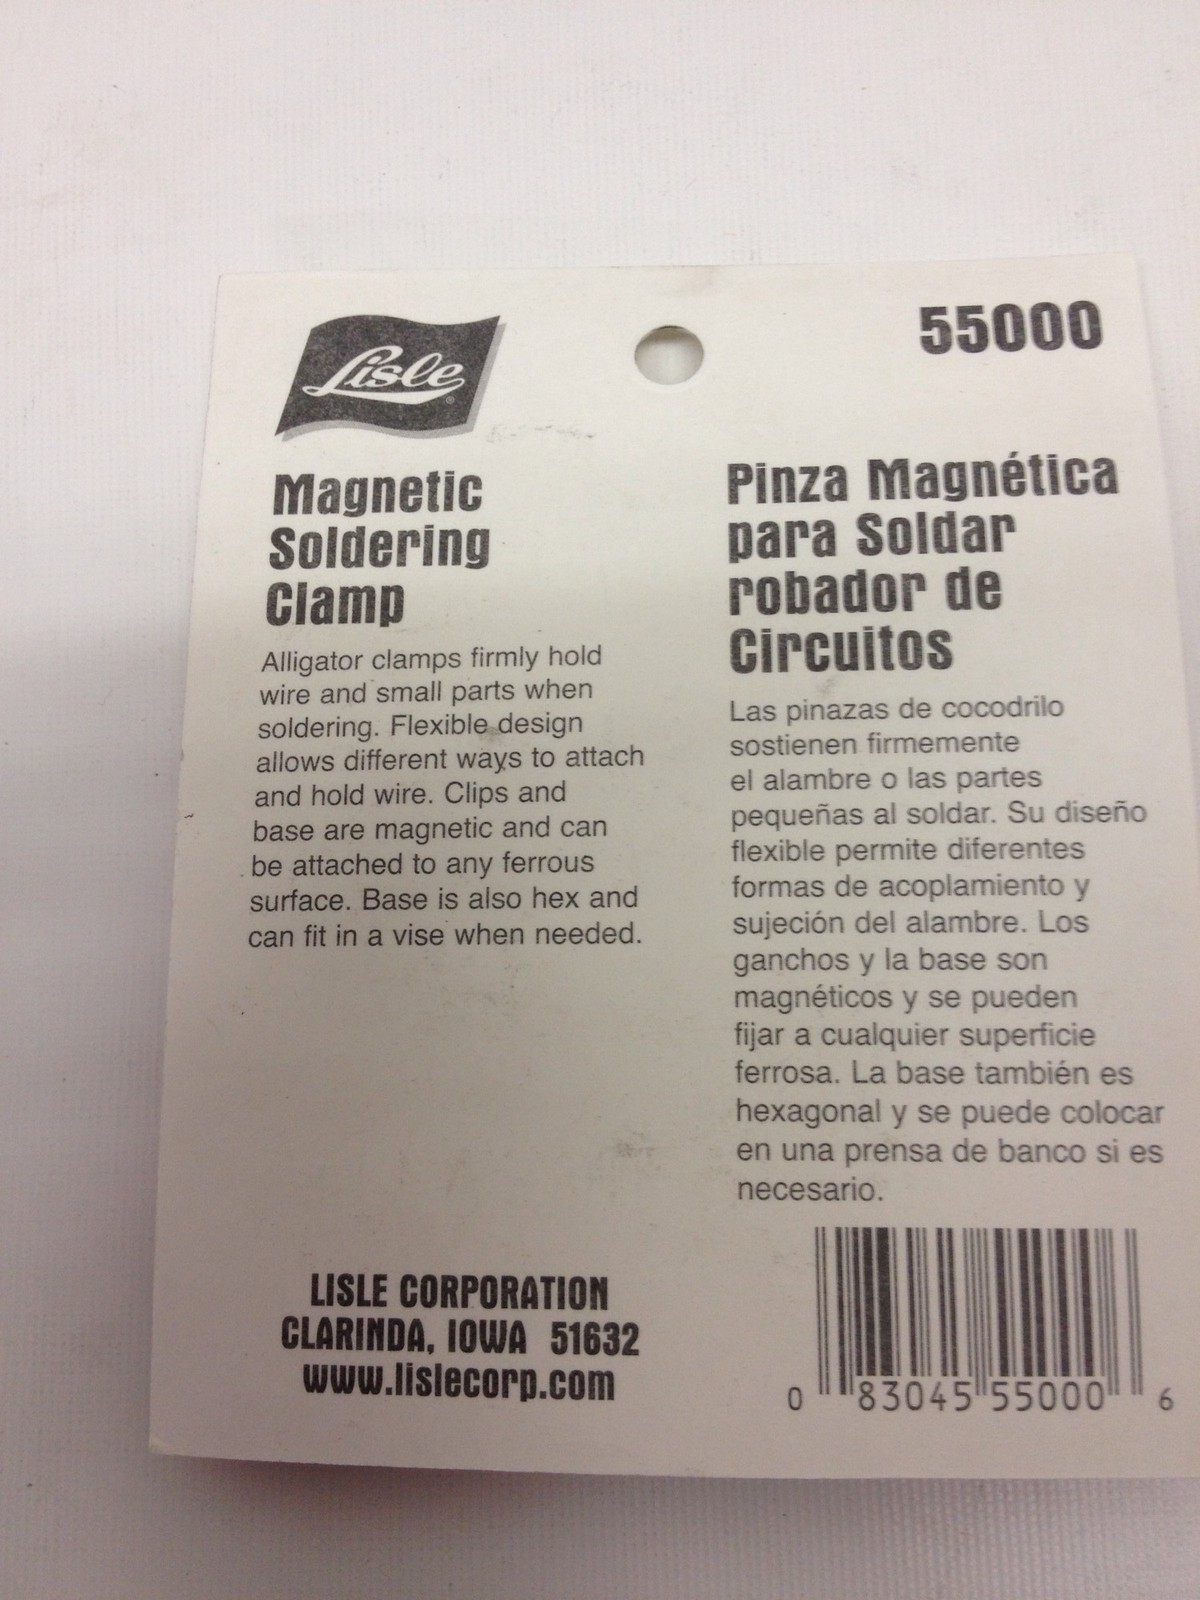 Lisle®
55000
Magnetic
Soldering
Clamp
Alligator clamps firmly hold
wire and small parts when
soldering. Flexible design
allows different ways to attach
and hold wire. Clips and
base are magnetic and can
be attached to any ferrous
surface. Base is also hex and
can fit in a vise when needed.
Pinza Magnética
para Soldar
robador de
Circuitos
Las pinazas de cocodrilo
sostienen firmemente
el alambre o las partes
pequeñas al soldar. Su diseño
flexible permite diferentes
formas de acoplamiento y
sujeción del alambre. Los
ganchos y la base son
magnéticos y se pueden
fijar a cualquier superficie
ferrosa. La base también es
hexagonal y se puede colocar
en una prensa de banco si es
necesario.
LISLE CORPORATION
CLARINDA, IOWA 51632
www.lislecorp.com
0 83045 55000 6